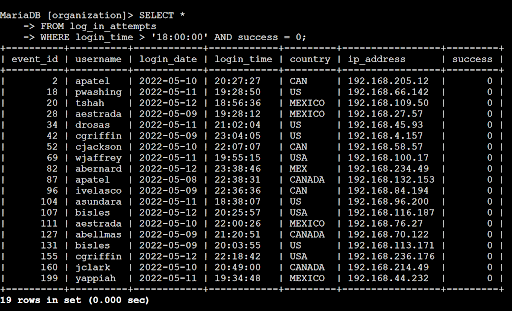 MariaDB [organization]> SELECT *
    -> FROM log_in_attempts
    -> WHERE login_time > '18:00:00' AND success = 0;
+----------+----------+------------+------------+---------+-----------------+---------+
| event_id | username | login_date | login_time | country | ip_address      | success |
+----------+----------+------------+------------+---------+-----------------+---------+
|        2 | apatel   | 2022-05-10 | 20:27:27   | CAN     | 192.168.205.12  |       0 |
|       18 | pwashing | 2022-05-11 | 19:28:50   | US      | 192.168.66.142  |       0 |
|       20 | tshah    | 2022-05-12 | 18:56:36   | MEXICO  | 192.168.109.50  |       0 |
|       28 | aestrada | 2022-05-09 | 19:28:12   | MEXICO  | 192.168.27.57   |       0 |
|       34 | drosas   | 2022-05-11 | 21:02:04   | US      | 192.168.45.93   |       0 |
|       42 | cgriffin | 2022-05-09 | 23:04:05   | US      | 192.168.4.157   |       0 |
|       52 | cjackson | 2022-05-10 | 22:07:07   | CAN     | 192.168.58.57   |       0 |
|       69 | wjaffrey | 2022-05-11 | 19:55:15   | USA     | 192.168.100.17  |       0 |
|       82 | abernard | 2022-05-12 | 23:38:46   | MEX     | 192.168.234.49  |       0 |
|       87 | apatel   | 2022-05-08 | 22:38:31   | CANADA  | 192.168.132.153 |       0 |
|       96 | ivelasco | 2022-05-09 | 22:36:36   | CAN     | 192.168.84.194  |       0 |
|      104 | asundara | 2022-05-11 | 18:38:07   | US      | 192.168.96.200  |       0 |
|      107 | bisles   | 2022-05-12 | 20:25:57   | USA     | 192.168.116.187 |       0 |
|      111 | aestrada | 2022-05-10 | 22:00:26   | MEXICO  | 192.168.76.27   |       0 |
|      127 | abellmas | 2022-05-09 | 21:20:51   | CANADA  | 192.168.70.122  |       0 |
|      131 | bisles   | 2022-05-09 | 20:03:55   | US      | 192.168.113.171 |       0 |
|      155 | cgriffin | 2022-05-12 | 22:18:42   | USA     | 192.168.236.176 |       0 |
|      160 | jclark   | 2022-05-10 | 20:49:00   | CANADA  | 192.168.214.49  |       0 |
|      199 | yappiah  | 2022-05-11 | 19:34:48   | MEXICO  | 192.168.44.232  |       0 |
+----------+----------+------------+------------+---------+-----------------+---------+
19 rows in set (0.000 sec)